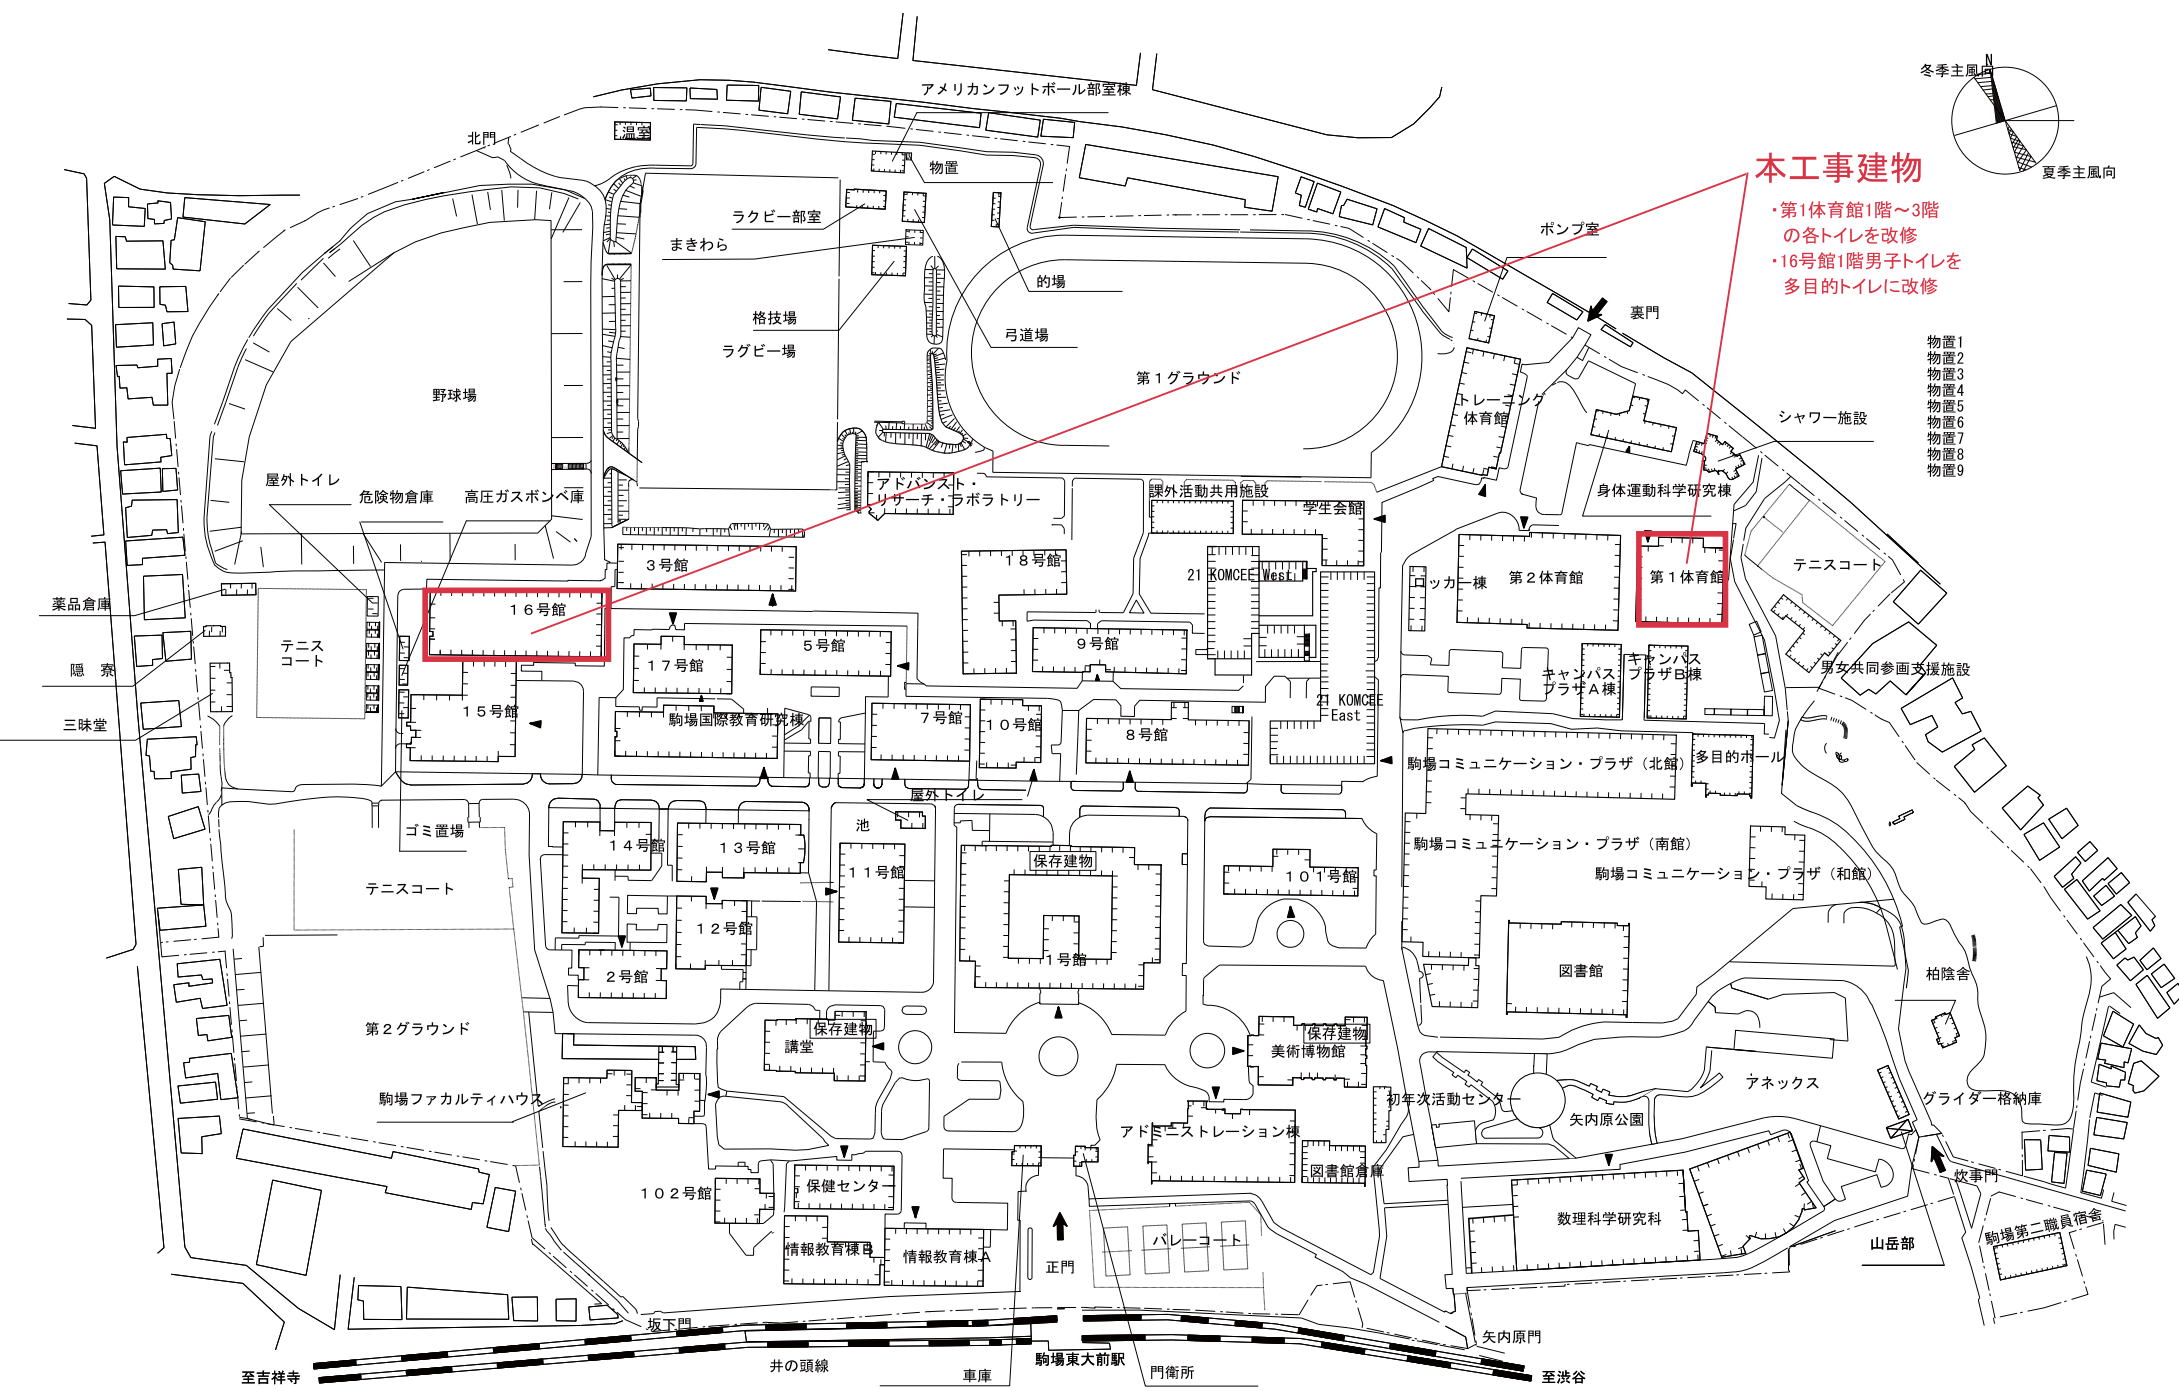 アメリカンフットボール部室棟
N
冬季主風向
夏季主風向
北門
温室
物置
本工事建物
・第1体育館1階～3階
の各トイレを改修
・16号館1階男子トイレを
多目的トイレに改修
ラクビー部室
まきわら
ポンプ室
的場
格技場
弓道場
裏門
ラグビー場
第１グラウンド
野球場
トレーニング
体育館
シャワー施設
物置1
物置2
物置3
物置4
物置5
物置6
物置7
物置8
物置9
屋外トイレ
危険物倉庫
高圧ガスボンベ庫
アドバンスト・
リサーチ・ラボラトリー
課外活動共用施設
学生会館
身体運動科学研究棟
３号館
１８号館
21 KOMCEE West
ロッカー棟
第２体育館
第１体育館
テニスコート
薬品倉庫
１６号館
テニス
コート
５号館
９号館
１７号館
隠　寮
キャンパス
プラザＡ棟
キャンパス
プラザＢ棟
男女共同参画支援施設
三昧堂
１５号館
駒場国際教育研究棟
７号館
１０号館
８号館
21 KOMCEE
East
駒場コミュニケーション・プラザ（北館）
多目的ホール
屋外トイレ
ゴミ置場
池
１４号館
１３号館
１１号館
保存建物
１０１号館
駒場コミュニケーション・プラザ（南館）
駒場コミュニケーション・プラザ（和館）
テニスコート
１２号館
２号館
１号館
図書館
柏陰舎
第２グラウンド
保存建物
講堂
保存建物
美術博物館
駒場ファカルティハウス
初年次活動センター
アネックス
グライダー格納庫
矢内原公園
アドミニストレーション棟
図書館倉庫
１０２号館
保健センター
炊事門
数理科学研究科
駒場第二職員宿舎
山岳部
情報教育棟Ｂ
情報教育棟Ａ
正門
バレーコート
坂下門
矢内原門
井の頭線
駒場東大前駅
至吉祥寺
車庫
門衛所
至渋谷